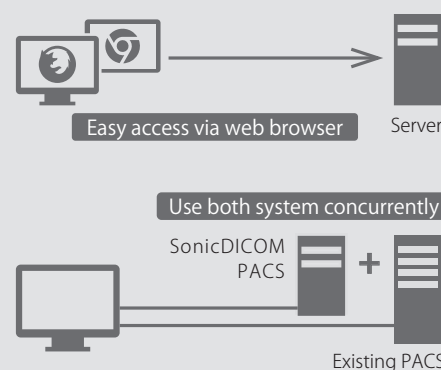 Easy access via web browser
Server
Use both system concurrently
SonicDICOM
PACS
Existing PACS